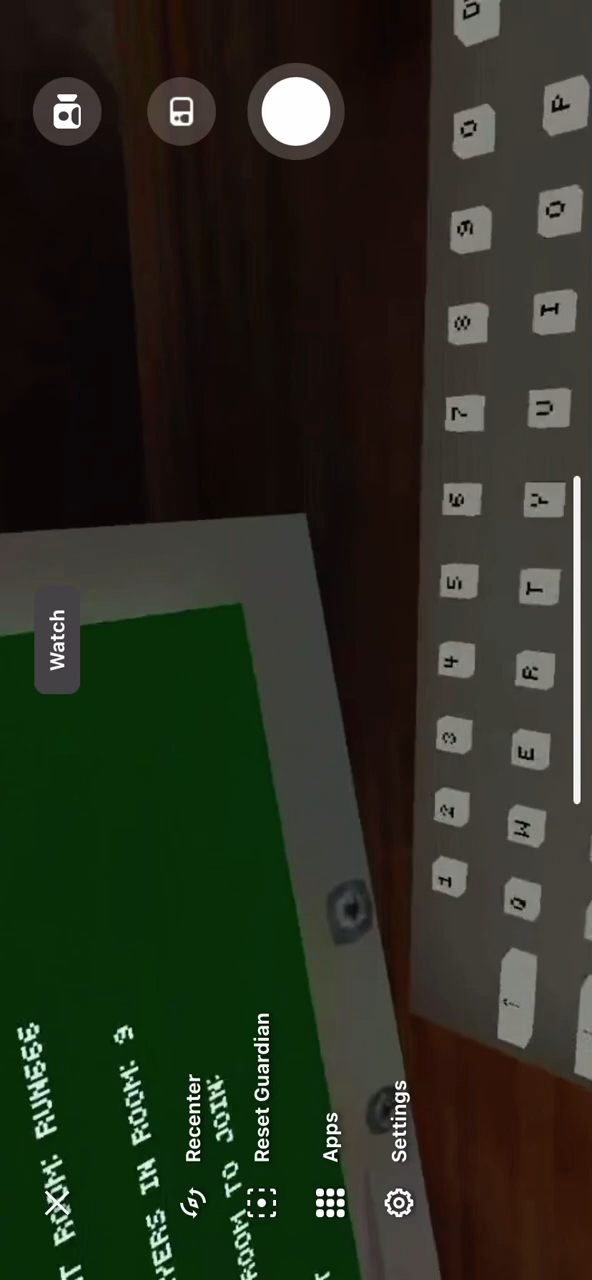 Watch
Recenter
Reset Guardian
Apps
Settings
ROOM: RUN666
YERS IN ROOM: 9
ROOM TO JOIN:
1 2 3 4 5 6 7 8 9 0
Q W E R T Y U I O P